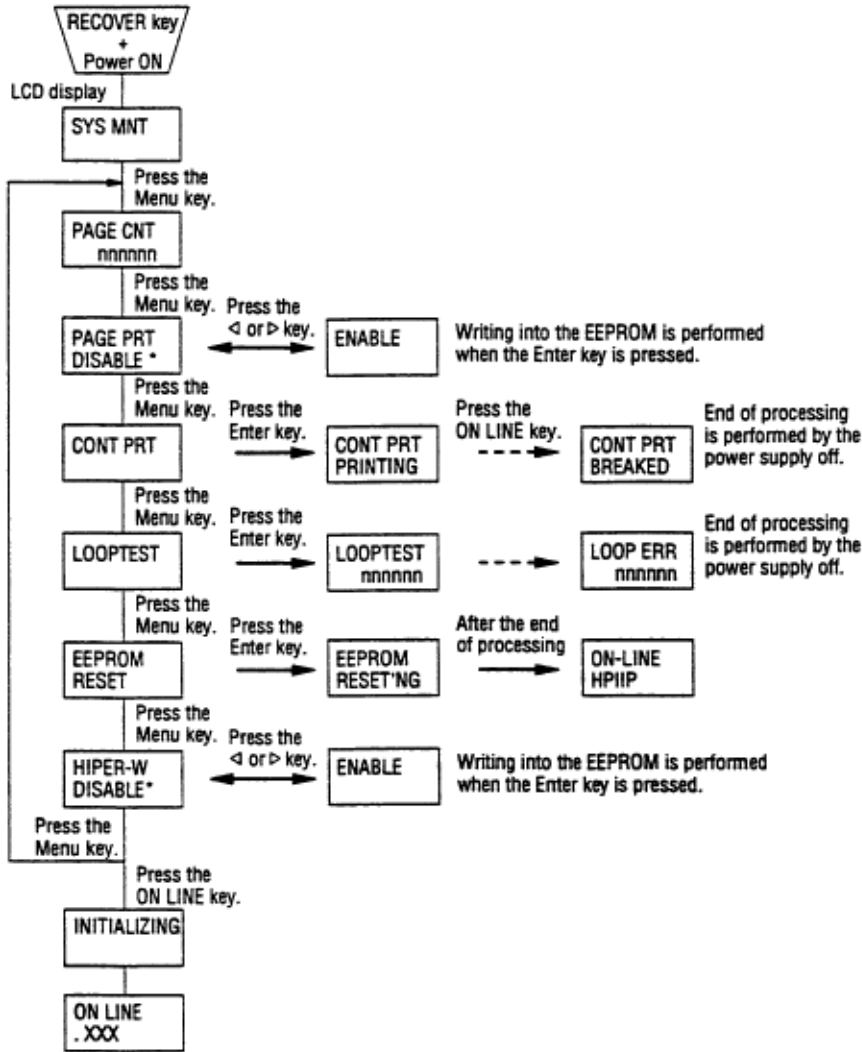 RECOVER key
+
Power ON
LCD display
SYS MNT
Press the
Menu key.
PAGE CNT
nnnnnn
Press the
Menu key.
Press the
◁ or ▷ key.
PAGE PRT
DISABLE *
ENABLE
Writing into the EEPROM is performed
when the Enter key is pressed.
Press the
Menu key.
Press the
Enter key.
Press the
ON LINE key.
CONT PRT
CONT PRT
PRINTING
CONT PRT
BREAKED
End of processing
is performed by the
power supply off.
Press the
Menu key.
Press the
Enter key.
LOOPTEST
LOOPTEST
nnnnnn
LOOP ERR
nnnnnn
End of processing
is performed by the
power supply off.
Press the
Menu key.
Press the
Enter key.
After the end
of processing
EEPROM
RESET
EEPROM
RESET'NG
ON-LINE
HPIIP
Press the
Menu key.
Press the
◁ or ▷ key.
HIPER-W
DISABLE*
ENABLE
Writing into the EEPROM is performed
when the Enter key is pressed.
Press the
Menu key.
Press the
ON LINE key.
INITIALIZING
ON LINE
. XXX